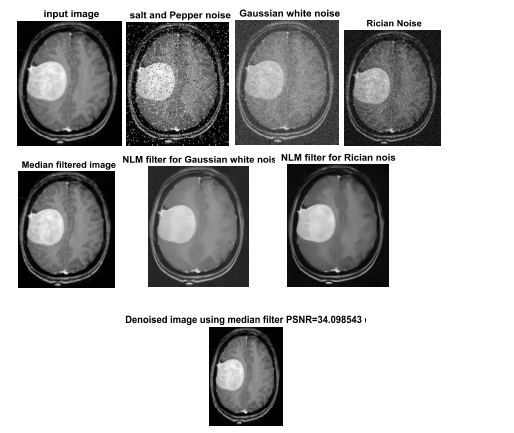 input image
salt and Pepper noise
Gaussian white noise
Rician Noise
Median filtered image
NLM filter for Gaussian white nois
NLM filter for Rician nois
Denoised image using median filter PSNR=34.098543